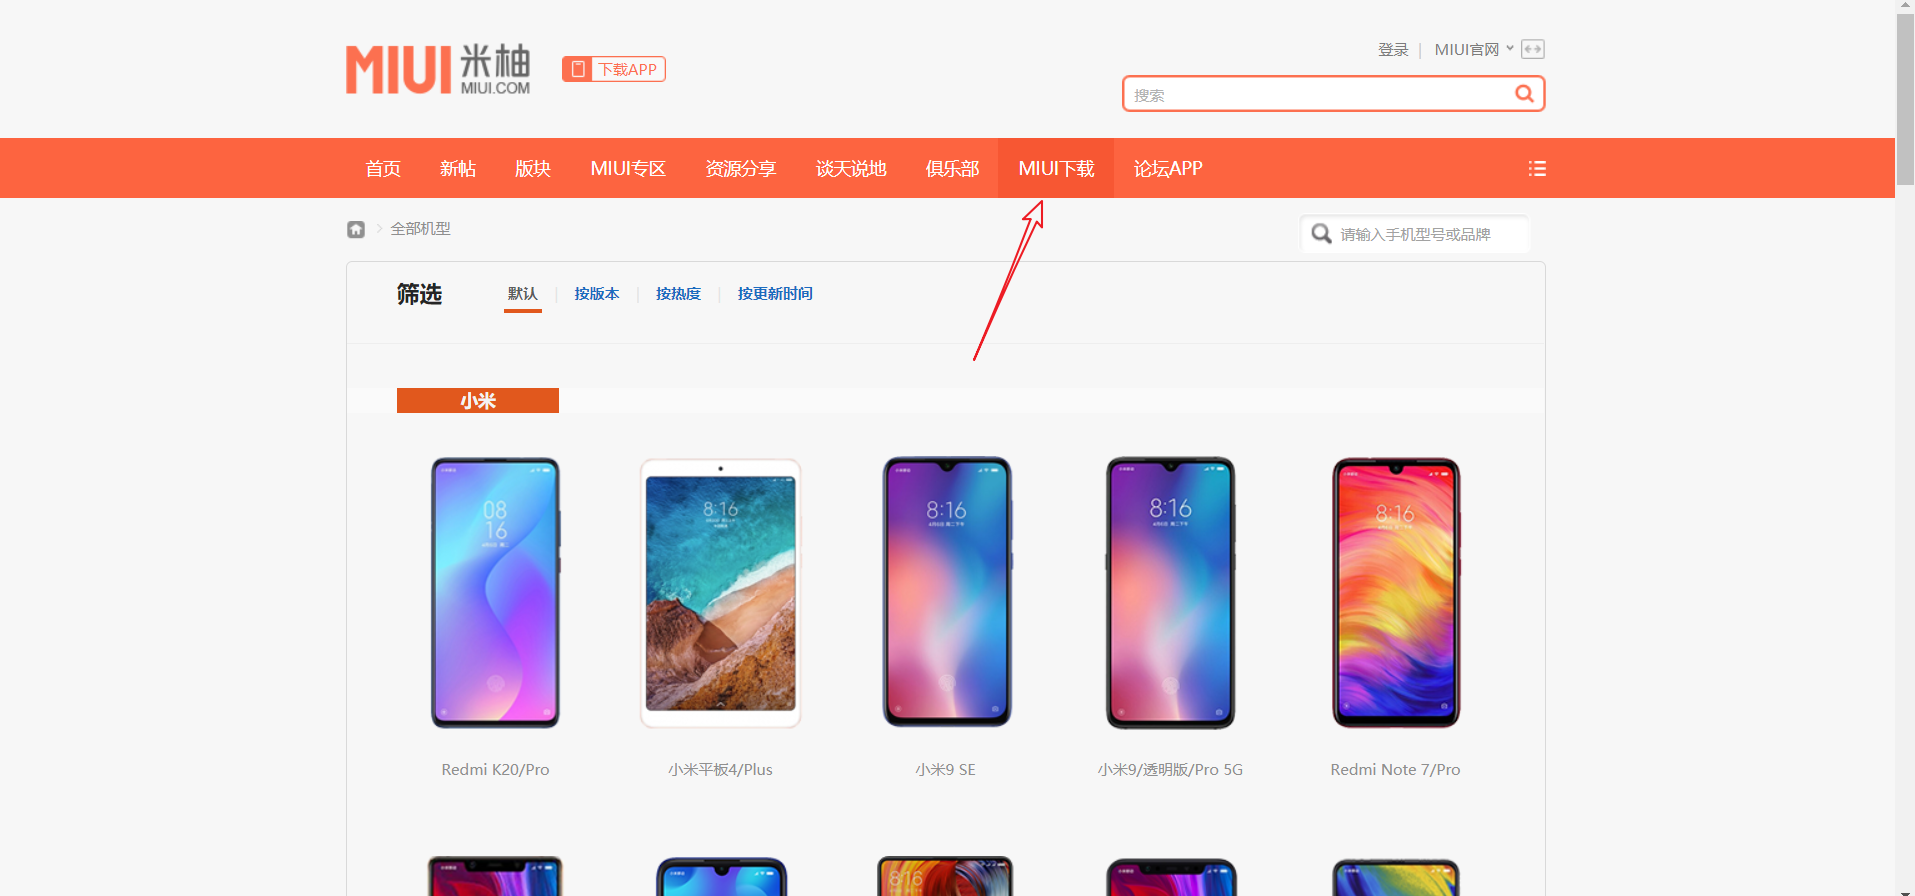 MIUI 米柚
MIUI.COM
下载APP
登录 | MIUI官网
搜索
首页 新帖 版块 MIUI专区 资源分享 谈天说地 俱乐部 MIUI下载 论坛APP
全部机型
请输入手机型号或品牌
筛选 默认 | 按版本 | 按热度 | 按更新时间
小米
08
16
8:16
8:16
8:16
8:16
Redmi K20/Pro
小米平板4/Plus
小米9 SE
小米9/透明版/Pro 5G
Redmi Note 7/Pro
8:16